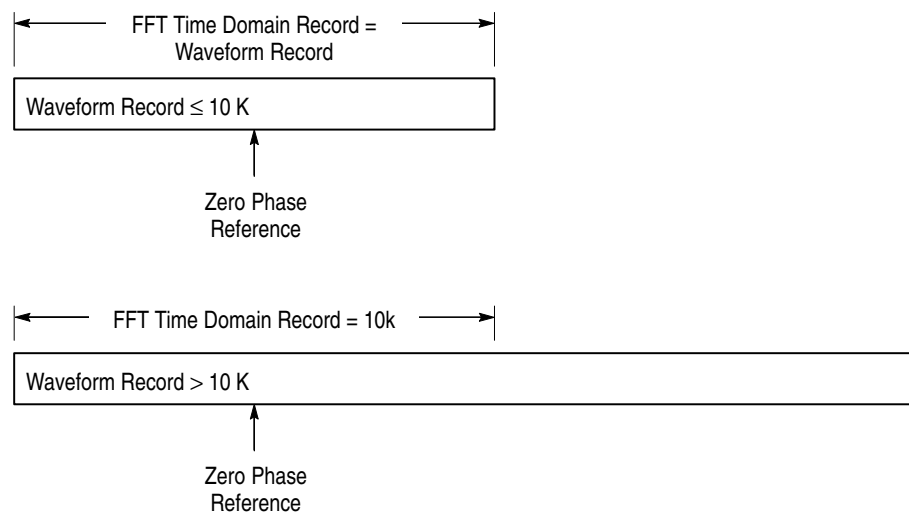 FFT Time Domain Record =
Waveform Record
Waveform Record ≤ 10 K
Zero Phase
Reference
FFT Time Domain Record = 10k
Waveform Record > 10 K
Zero Phase
Reference